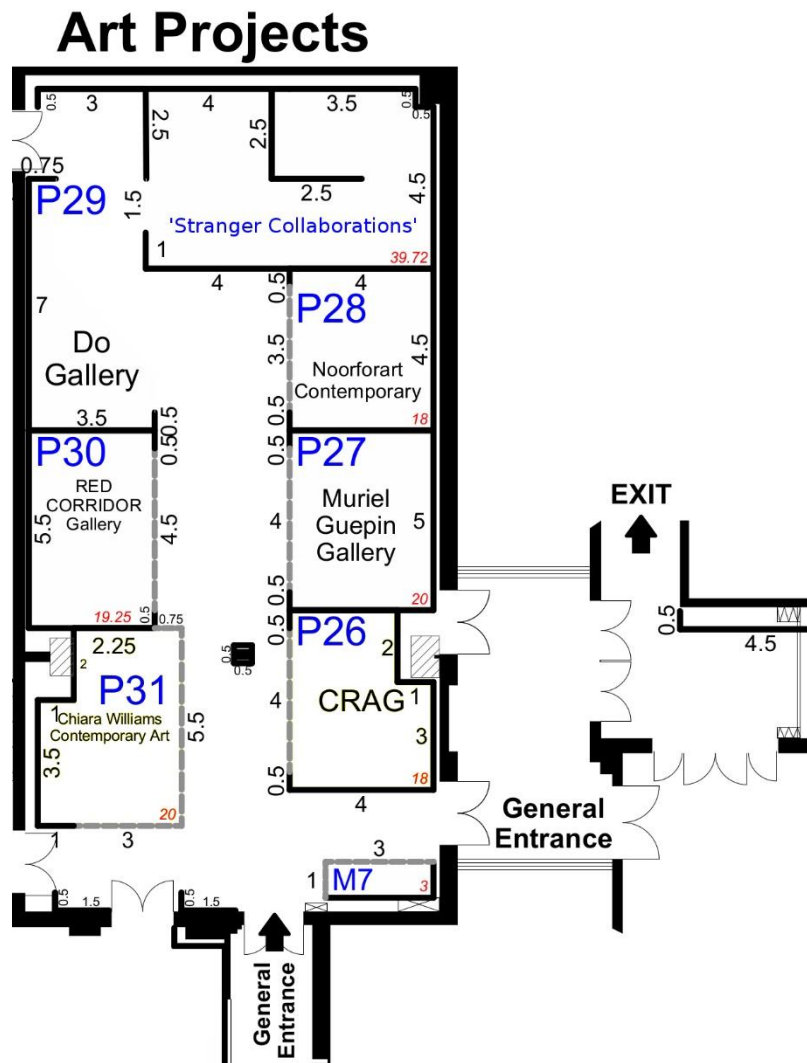 Art Projects
0.5
3
4
3.5
0.5
0.5
2.5
2.5
0.75
P29
1.5
2.5
4.5
'Stranger Collaborations'
1
39.72
4
0.5
4
7
P28
3.5
4.5
Do
Gallery
Noorforart
Contemporary
3.5
0.5
0.5
18
P30
0.5
0.5
P27
RED
CORRIDOR
Gallery
5.5
4.5
4
Muriel
Guepin
Gallery
5
EXIT
19.25
0.5
0.75
0.5
20
2.25
0.5
P26
0.5
4.5
2
2
P31
0.5
0.5
CRAG
1
Chiara Williams
Contemporary Art
1
5.5
4
3
3.5
20
0.5
18
1
3
4
General
Entrance
3
0.5
1.5
0.5
1.5
1
M7
3
General
Entrance